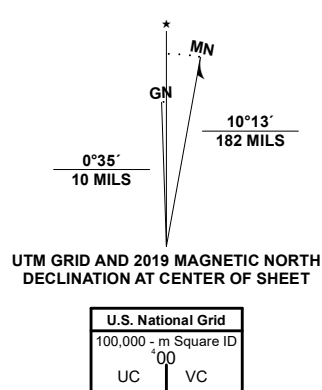 ★
MN
GN
10°13´
182 MILS
0°35´
10 MILS
UTM GRID AND 2019 MAGNETIC NORTH
DECLINATION AT CENTER OF SHEET
U.S. National Grid
100,000 - m Square ID
⁴00
UC VC